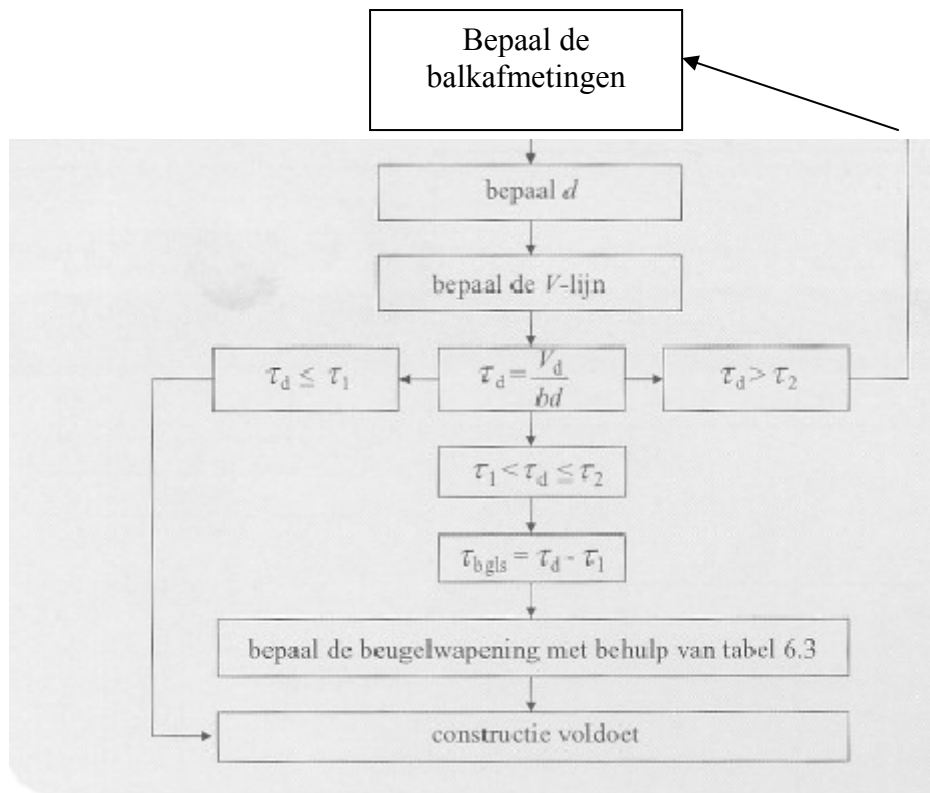 Bepaal de
balkafmetingen
bepaal d
bepaal de V-lijn
τd ≤ τ1
τd = Vd
bd
τd > τ2
τ1 < τd ≤ τ2
τbgls = τd - τ1
bepaal de beugelwapening met behulp van tabel 6.3
constructie voldoet